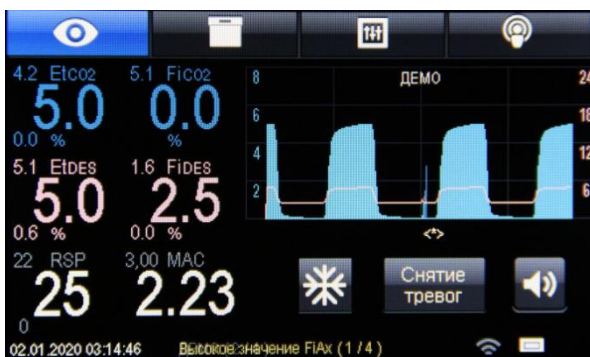 4.2 Etco2 5.1 Fico2
5.0 0.0
0.0 % %
5.1 EtDES 1.6 FiDES
5.0 2.5
0.6 % 0.0 %
22 RSP 3,00 MAC
25 2.23
0
8 ДЕМО 24
6 18
4 12
2 6
Снятие
тревог
02.01.2020 03:14:46 Высокое значение FiAx (1/4)